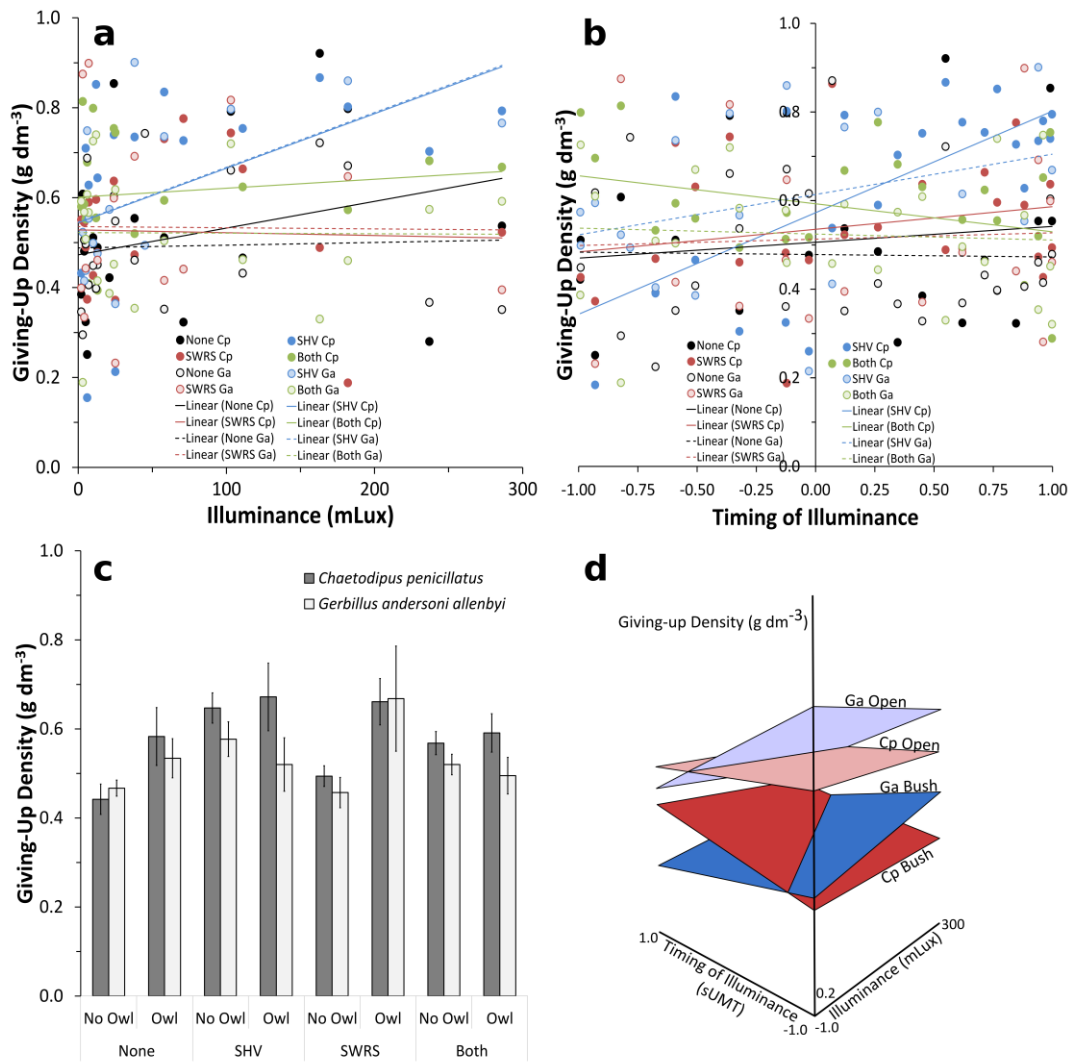 a
Giving-Up Density (g dm-3)
1.0
0.8
0.6
0.4
0.2
0.0
0
50
100
150
200
250
300
Illuminance (mLux)
None Cp
SHV Cp
SWRS Cp
Both Cp
None Ga
SHV Ga
SWRS Ga
Both Ga
Linear (None Cp)
Linear (SHV Cp)
Linear (SWRS Cp)
Linear (Both Cp)
Linear (None Ga)
Linear (SHV Ga)
Linear (SWRS Ga)
Linear (Both Ga)
b
Giving-Up Density (g dm-3)
1.0
0.8
0.6
0.4
0.2
0.0
-1.00
-0.75
-0.50
-0.25
0.00
0.25
0.50
0.75
1.00
Timing of Illuminance
None Cp
SHV Cp
SWRS Cp
Both Cp
None Ga
SHV Ga
SWRS Ga
Both Ga
Linear (None Cp)
Linear (SHV Cp)
Linear (SWRS Cp)
Linear (Both Cp)
Linear (None Ga)
Linear (SHV Ga)
Linear (SWRS Ga)
Linear (Both Ga)
c
Giving-Up Density (g dm-3)
1.0
0.8
0.6
0.4
0.2
0.0
Chaetodipus penicillatus
Gerbillus andersoni allenbyi
No Owl Owl No Owl Owl No Owl Owl No Owl Owl
None SHV SWRS Both
d
Giving-up Density (g dm-3)
Ga Open
Cp Open
Ga Bush
Cp Bush
1.0
Timing of Illuminance
(sUMT)
-1.0
0.2
-1.0
Illuminance (mLux)
300